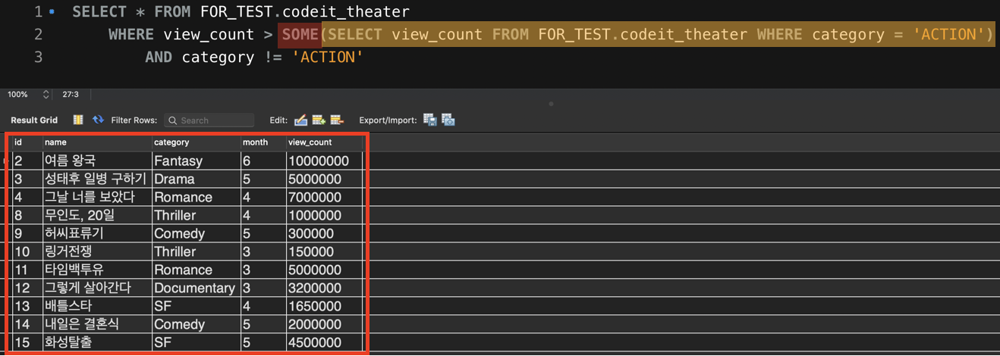 1 SELECT * FROM FOR_TEST.codeit_theater
2 WHERE view_count > SOME(SELECT view_count FROM FOR_TEST.codeit_theater WHERE category = 'ACTION')
3 AND category != 'ACTION'
100% 27:3
Result Grid Filter Rows: Search Edit: Export/Import:
id name category month view_count
2 여름 왕국 Fantasy 6 10000000
3 성태후 일병 구하기 Drama 5 5000000
4 그날 너를 보았다 Romance 4 7000000
8 무인도, 20일 Thriller 4 1000000
9 허씨표류기 Comedy 5 300000
10 링거전쟁 Thriller 3 150000
11 타임백투유 Romance 3 5000000
12 그렇게 살아간다 Documentary 3 3200000
13 배틀스타 SF 4 1650000
14 내일은 결혼식 Comedy 5 2000000
15 화성탈출 SF 5 4500000